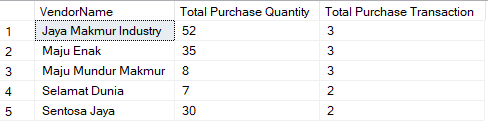 VendorName Total Purchase Quantity Total Purchase Transaction
1 Jaya Makmur Industry 52 3
2 Maju Enak 35 3
3 Maju Mundur Makmur 8 3
4 Selamat Dunia 7 2
5 Sentosa Jaya 30 2